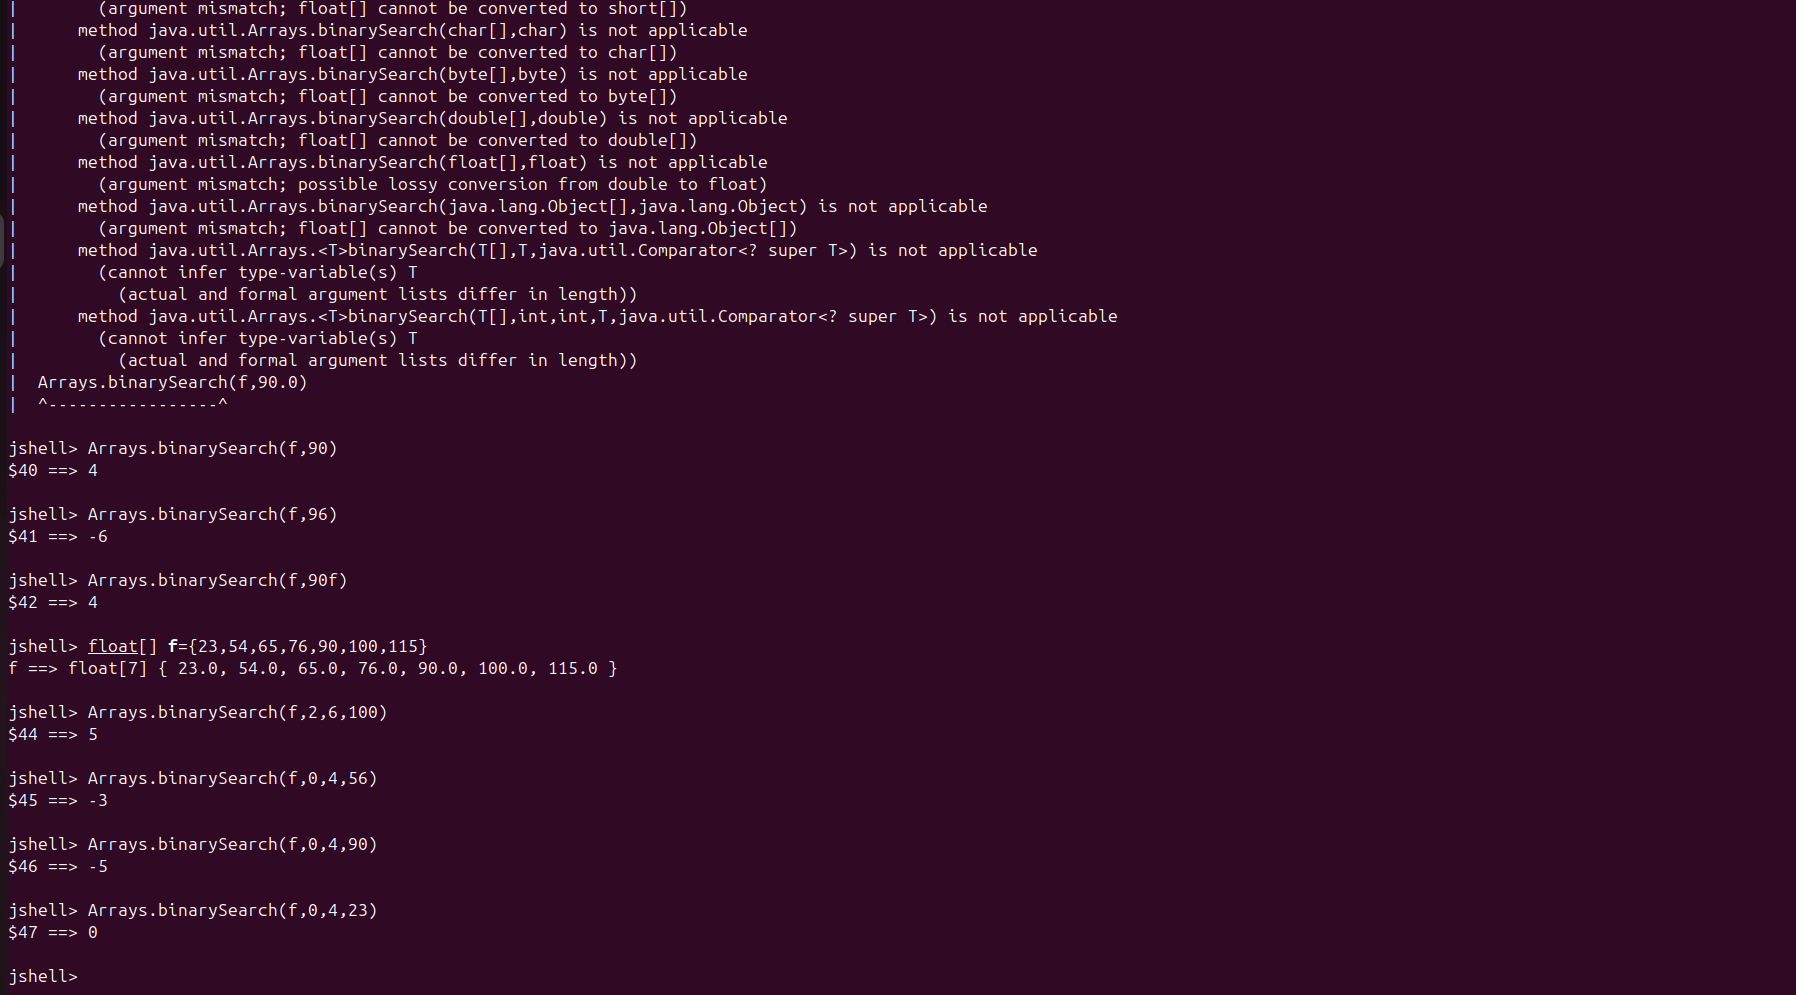 |        (argument mismatch; float[] cannot be converted to short[])
|      method java.util.Arrays.binarySearch(char[],char) is not applicable
|        (argument mismatch; float[] cannot be converted to char[])
|      method java.util.Arrays.binarySearch(byte[],byte) is not applicable
|        (argument mismatch; float[] cannot be converted to byte[])
|      method java.util.Arrays.binarySearch(double[],double) is not applicable
|        (argument mismatch; float[] cannot be converted to double[])
|      method java.util.Arrays.binarySearch(float[],float) is not applicable
|        (argument mismatch; possible lossy conversion from double to float)
|      method java.util.Arrays.binarySearch(java.lang.Object[],java.lang.Object) is not applicable
|        (argument mismatch; float[] cannot be converted to java.lang.Object[])
|      method java.util.Arrays.<T>binarySearch(T[],T,java.util.Comparator<? super T>) is not applicable
|        (cannot infer type-variable(s) T
|          (actual and formal argument lists differ in length))
|      method java.util.Arrays.<T>binarySearch(T[],int,int,T,java.util.Comparator<? super T>) is not applicable
|        (cannot infer type-variable(s) T
|          (actual and formal argument lists differ in length))
|  Arrays.binarySearch(f,90.0)
|  ^-----------------^
jshell> Arrays.binarySearch(f,90)
$40 ==> 4
jshell> Arrays.binarySearch(f,96)
$41 ==> -6
jshell> Arrays.binarySearch(f,90f)
$42 ==> 4
jshell> float[] f={23,54,65,76,90,100,115}
f ==> float[7] { 23.0, 54.0, 65.0, 76.0, 90.0, 100.0, 115.0 }
jshell> Arrays.binarySearch(f,2,6,100)
$44 ==> 5
jshell> Arrays.binarySearch(f,0,4,56)
$45 ==> -3
jshell> Arrays.binarySearch(f,0,4,90)
$46 ==> -5
jshell> Arrays.binarySearch(f,0,4,23)
$47 ==> 0
jshell>